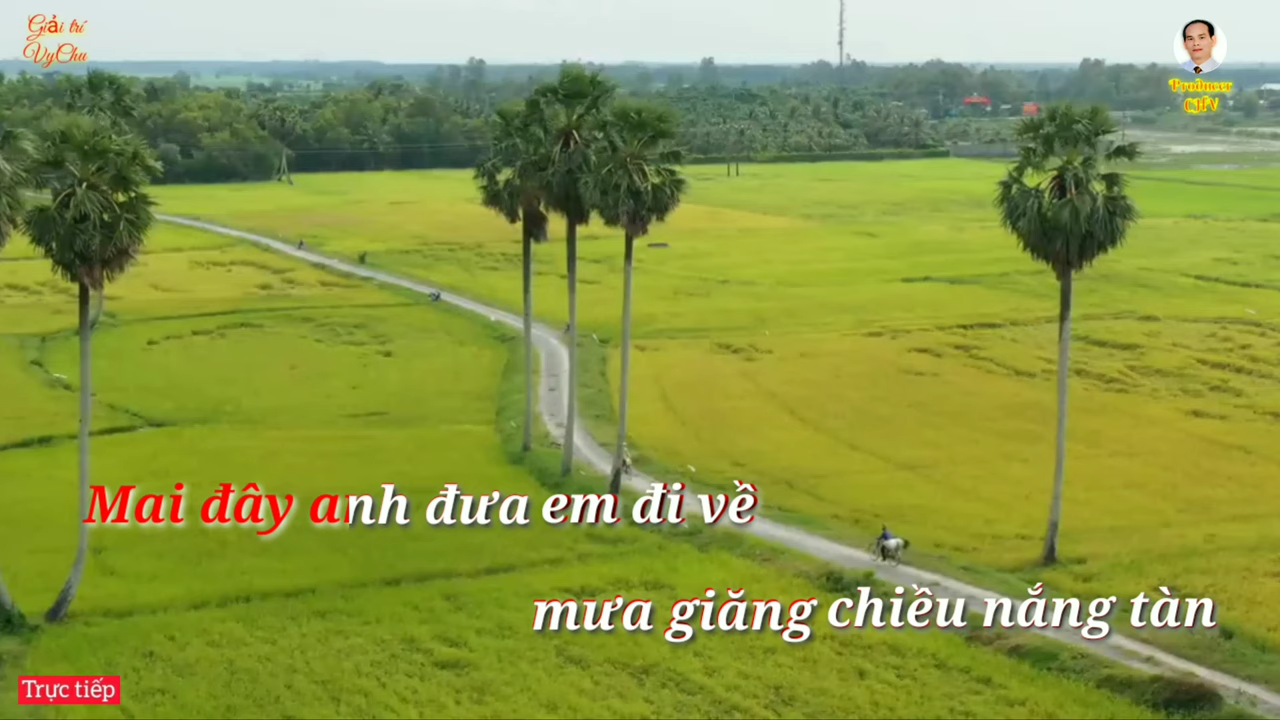 Giải trí
VyChu
Producer
CHV
Mai đây anh đưa em đi về
mưa giăng chiều nắng tàn
Trực tiếp